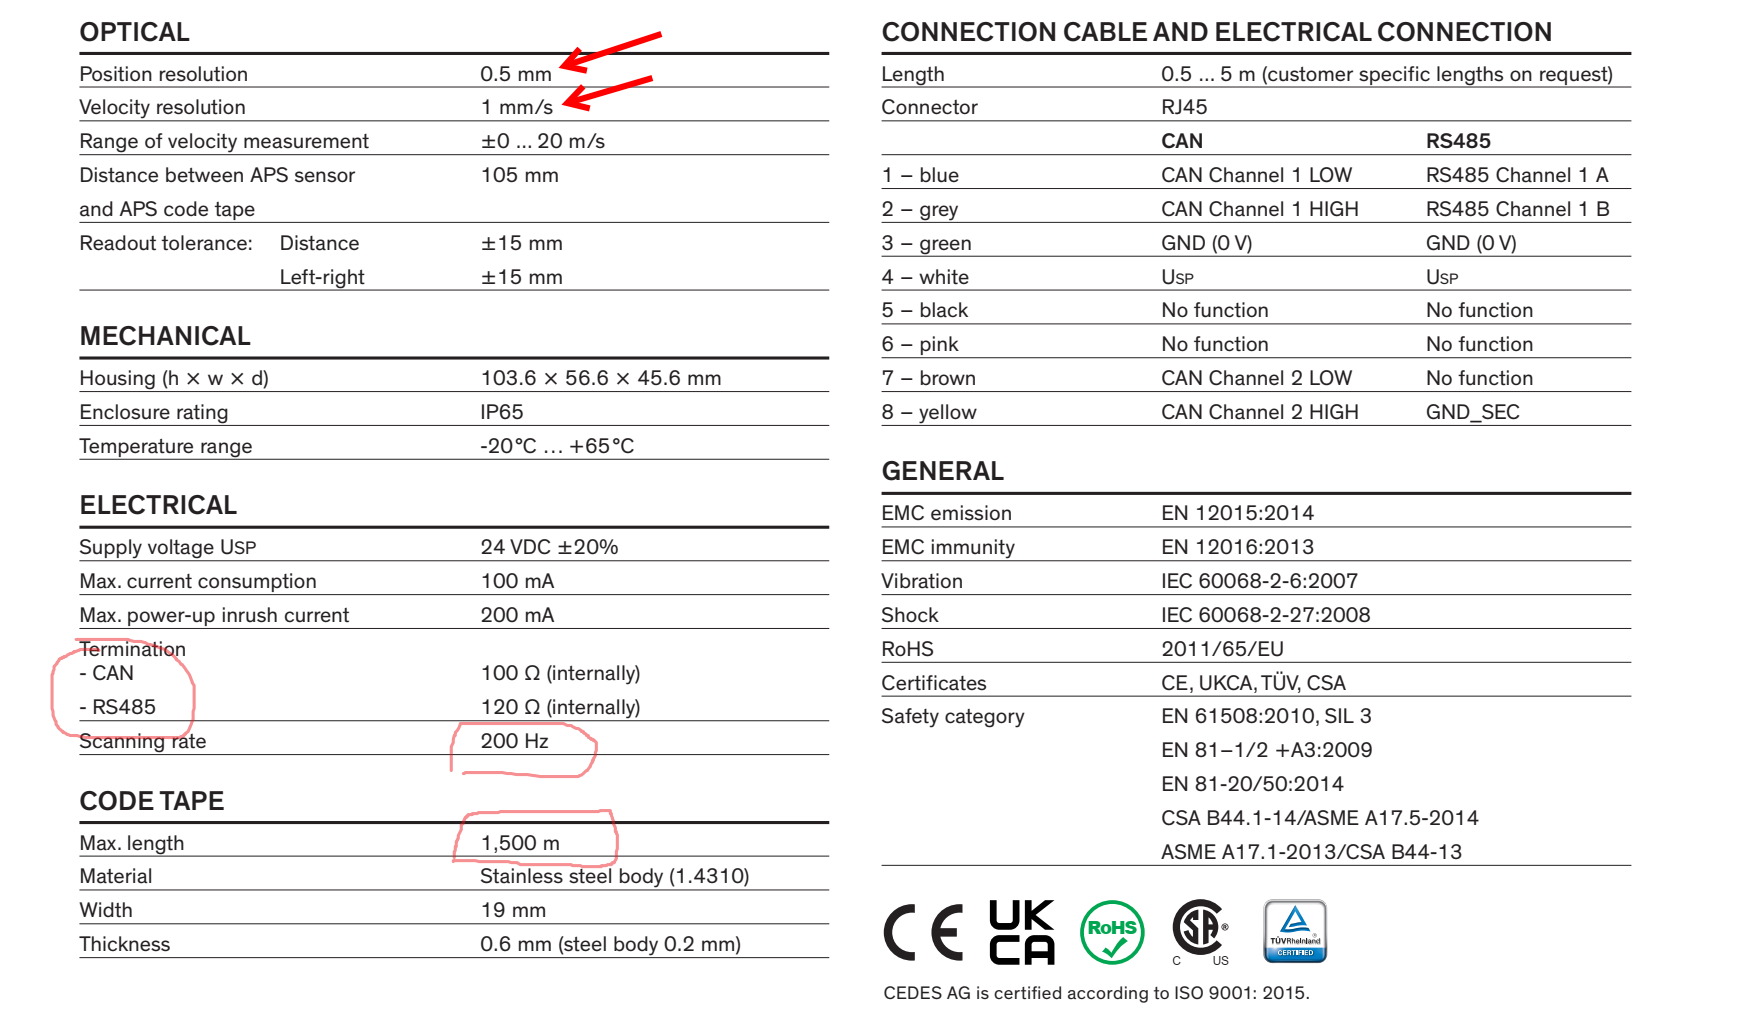 OPTICAL
Position resolution 0.5 mm
Velocity resolution 1 mm/s
Range of velocity measurement ±0 ... 20 m/s
Distance between APS sensor 105 mm
and APS code tape
Readout tolerance: Distance ±15 mm
Left-right ±15 mm
MECHANICAL
Housing (h × w × d) 103.6 × 56.6 × 45.6 mm
Enclosure rating IP65
Temperature range -20°C ... +65°C
ELECTRICAL
Supply voltage USP 24 VDC ±20%
Max. current consumption 100 mA
Max. power-up inrush current 200 mA
Termination
- CAN 100 Ω (internally)
- RS485 120 Ω (internally)
Scanning rate 200 Hz
CODE TAPE
Max. length 1,500 m
Material Stainless steel body (1.4310)
Width 19 mm
Thickness 0.6 mm (steel body 0.2 mm)
CONNECTION CABLE AND ELECTRICAL CONNECTION
Length 0.5 ... 5 m (customer specific lengths on request)
Connector RJ45
CAN RS485
1 – blue CAN Channel 1 LOW RS485 Channel 1 A
2 – grey CAN Channel 1 HIGH RS485 Channel 1 B
3 – green GND (0 V) GND (0 V)
4 – white USP USP
5 – black No function No function
6 – pink No function No function
7 – brown CAN Channel 2 LOW No function
8 – yellow CAN Channel 2 HIGH GND_SEC
GENERAL
EMC emission EN 12015:2014
EMC immunity EN 12016:2013
Vibration IEC 60068-2-6:2007
Shock IEC 60068-2-27:2008
RoHS 2011/65/EU
Certificates CE, UKCA, TÜV, CSA
Safety category EN 61508:2010, SIL 3
EN 81–1/2 +A3:2009
EN 81-20/50:2014
CSA B44.1-14/ASME A17.5-2014
ASME A17.1-2013/CSA B44-13
CE UK CA RoHS CSA ® C US TÜVRheinland ® CERTIFIED
CEDES AG is certified according to ISO 9001: 2015.